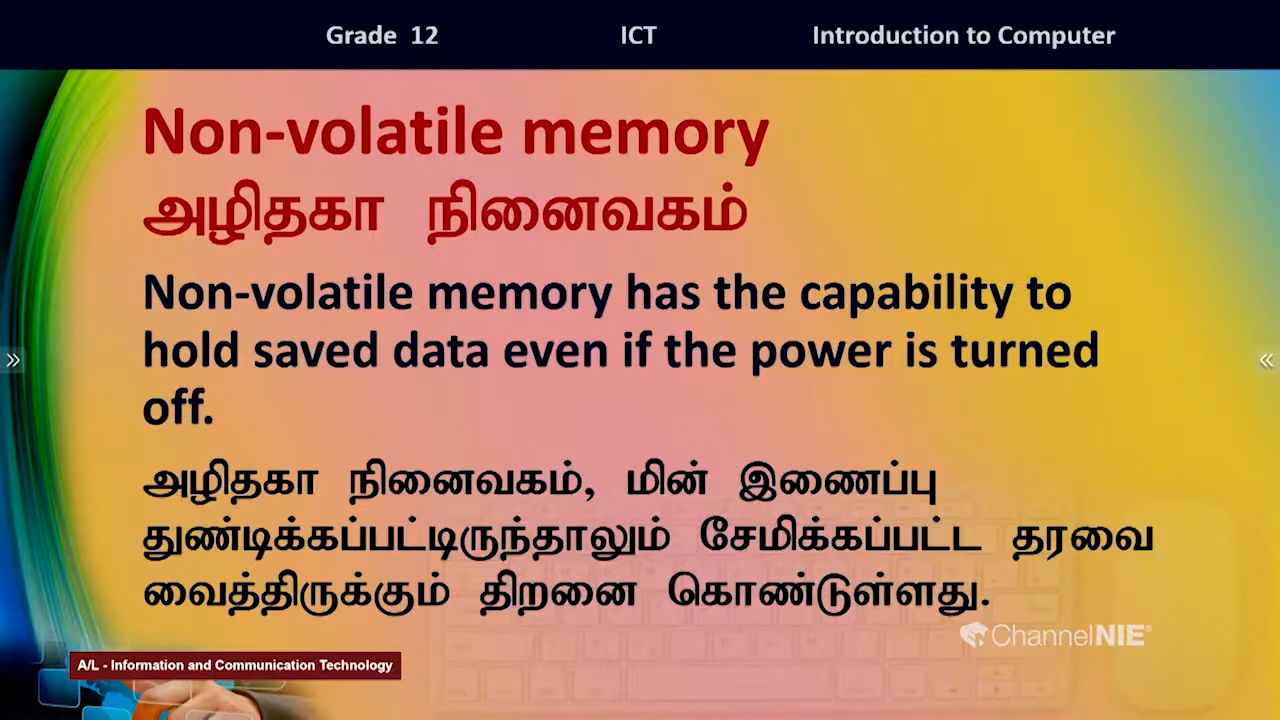 Grade 12 ICT Introduction to Computer
Non-volatile memory
அழிதகா நினைவகம்
Non-volatile memory has the capability to
hold saved data even if the power is turned
off.
அழிதகா நினைவகம், மின் இணைப்பு
துண்டிக்கப்பட்டிருந்தாலும் சேமிக்கப்பட்ட தரவை
வைத்திருக்கும் திறனை கொண்டுள்ளது.
ChannelNIE®
A/L - Information and Communication Technology